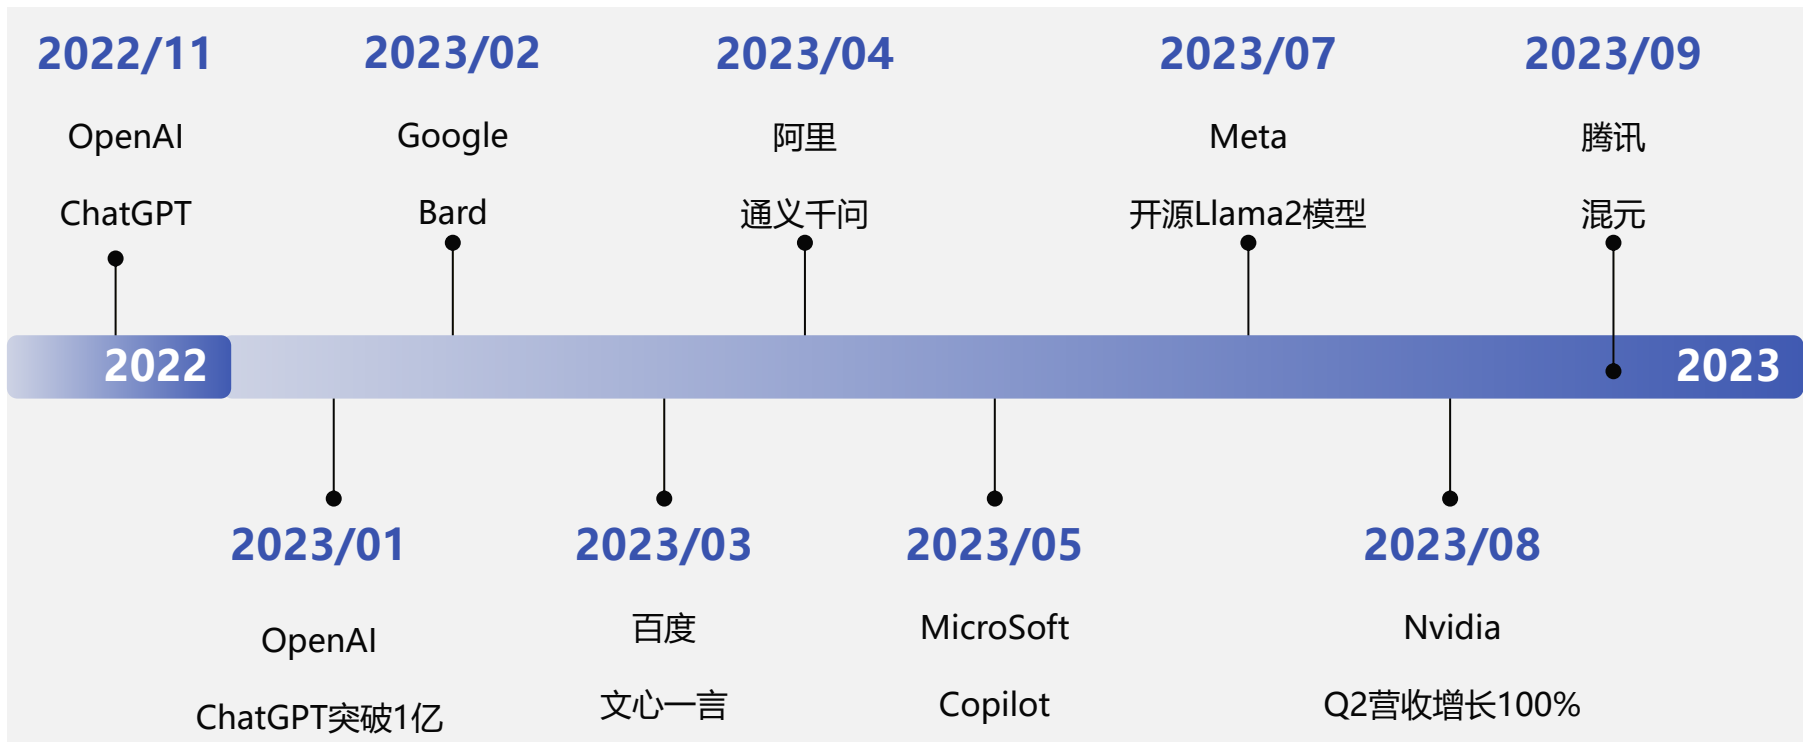 2022/11
OpenAI
ChatGPT
2023/02
Google
Bard
2023/04
阿里
通义千问
2023/07
Meta
开源Llama2模型
2023/09
腾讯
混元
2022
2023
2023/01
OpenAI
ChatGPT突破1亿
2023/03
百度
文心一言
2023/05
MicroSoft
Copilot
2023/08
Nvidia
Q2营收增长100%